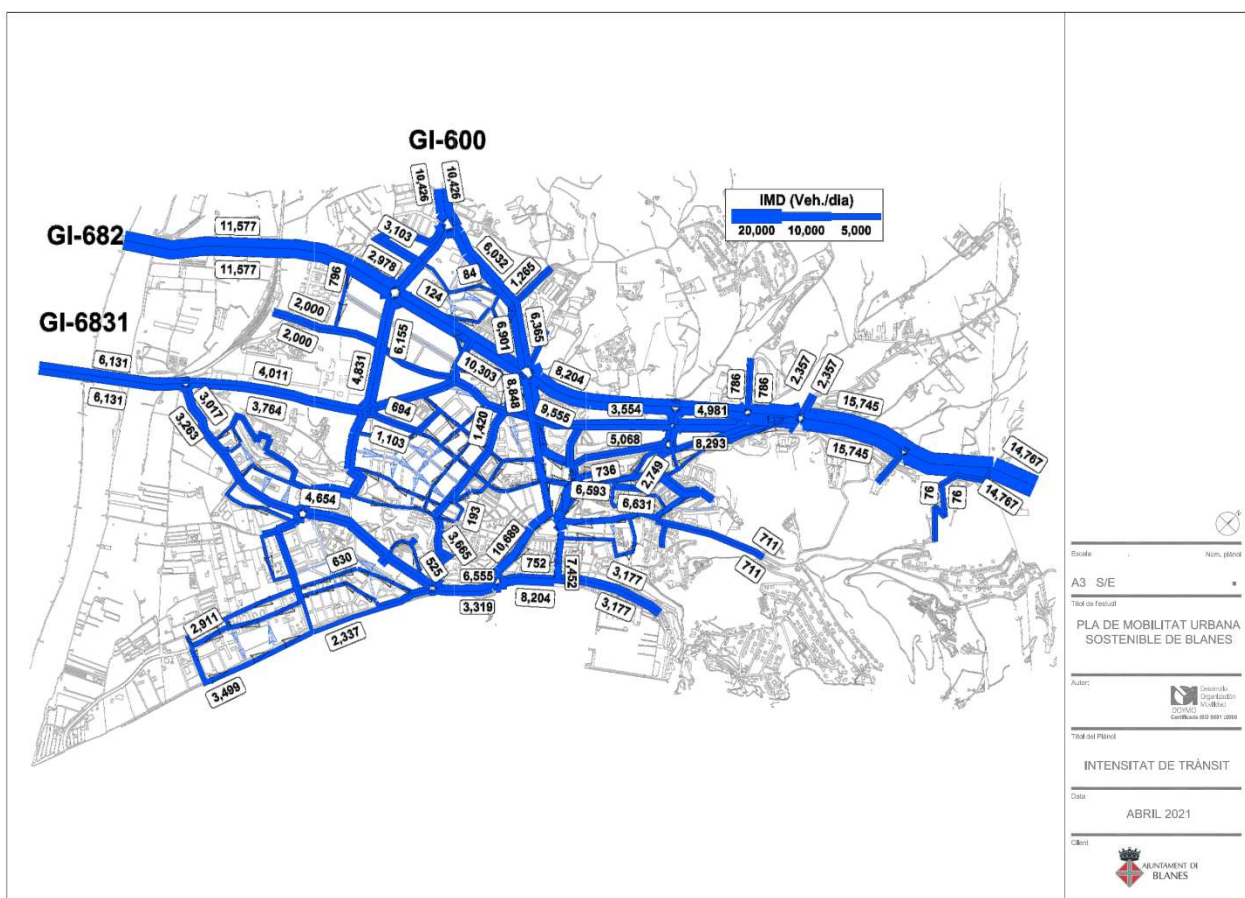 GI-600
10,426
10,426
IMD (Veh./dia)
20,000 10,000 5,000
GI-682
11,577
11,577
3,103
2,978
6,032
84
1,265
796
124
GI-6831
2,000
2,000
6,155
6,901
6,365
6,131
6,131
4,011
3,764
4,831
10,303
8,204
8,848
786
786
2,357
2,357
3,017
3,263
694
1,103
1,420
9,555
3,554
4,981
15,745
15,745
5,068
8,293
14,767
14,767
736
2,749
76
76
4,654
193
6,593
6,631
3,665
10,689
711
711
630
525
6,555
752
7,452
3,177
3,177
3,319
8,204
2,911
2,337
3,499
Escala
Núm. plànol
A3 S/E
Títol de l'estudi
PLA DE MOBILITAT URBANA
SOSTENIBLE DE BLANES
Autor:
DOYMO
Desarrollo
Organización
Movilidad
Certificado ISO 9001 :2008
Títol del Plànol
INTENSITAT DE TRÀNSIT
Data
ABRIL 2021
Client
AJUNTAMENT DE
BLANES